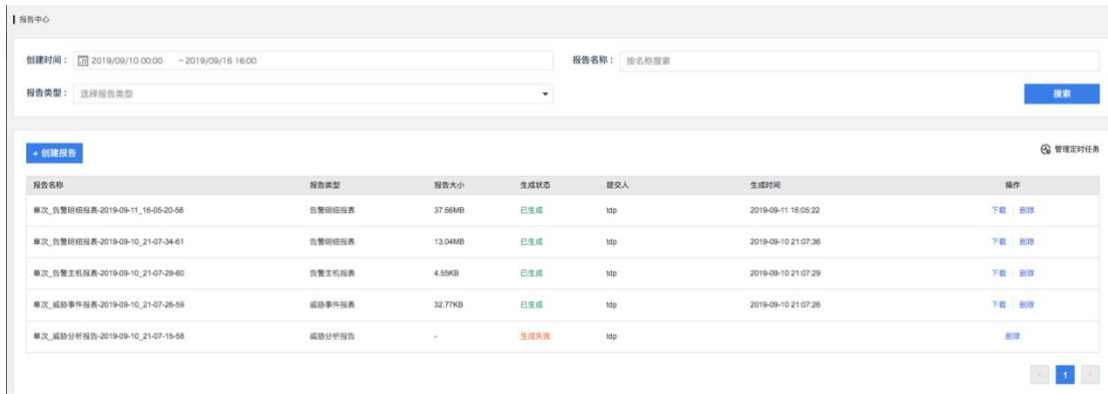 报告中心
创建时间： 2019/09/10 00:00 ~ 2019/09/16 16:00 报告名称： 按名称搜索
报告类型： 选择报告类型 搜索
+ 创建报告 管理定时任务
报告名称 报告类型 报告大小 生成状态 提交人 生成时间 操作
单次_告警明细报表-2019-09-11_16-05-20-58 告警明细报表 37.66MB 已生成 tdp 2019-09-11 16:05:22 下载 删除
单次_告警明细报表-2019-09-10_21-07-34-61 告警明细报表 13.04MB 已生成 tdp 2019-09-10 21:07:36 下载 删除
单次_告警主机报表-2019-09-10_21-07-29-60 告警主机报表 4.55KB 已生成 tdp 2019-09-10 21:07:29 下载 删除
单次_威胁事件报表-2019-09-10_21-07-26-59 威胁事件报表 32.77KB 已生成 tdp 2019-09-10 21:07:26 下载 删除
单次_威胁分析报告-2019-09-10_21-07-15-58 威胁分析报告 - 生成失败 tdp 删除
< 1 >